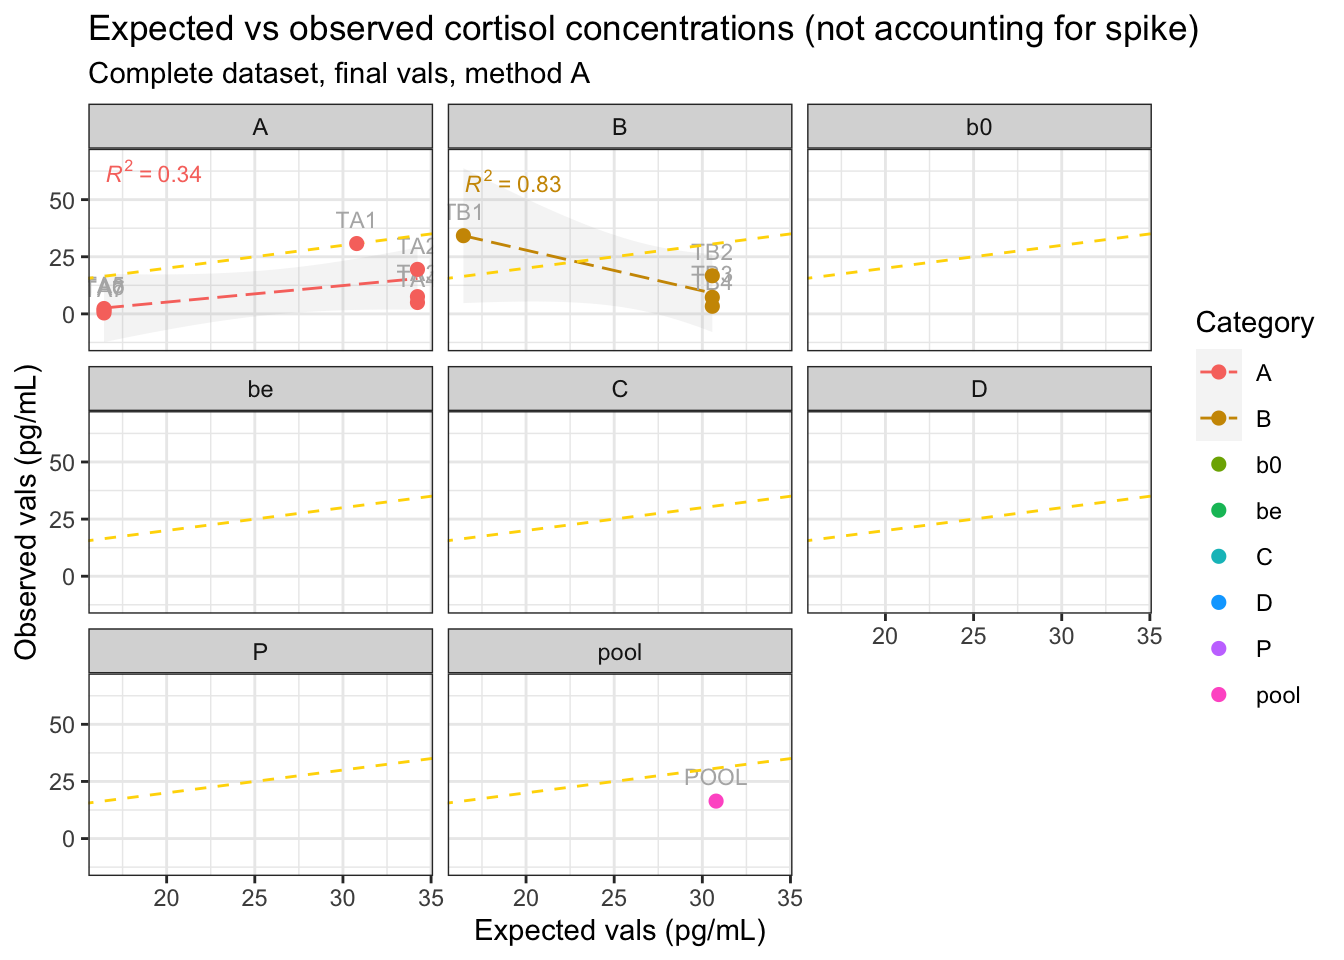 Expected vs observed cortisol concentrations (not accounting for spike)
Complete dataset, final vals, method A
A
B
b0
R² = 0.34
R² = 0.83
TA1
TA2
TB1
TB2
50
25
0
be
C
D
50
25
0
20 25 30 35
P
pool
POOL
50
25
0
20 25 30 35
20 25 30 35
Observed vals (pg/mL)
Expected vals (pg/mL)
Category
A
B
b0
be
C
D
P
pool